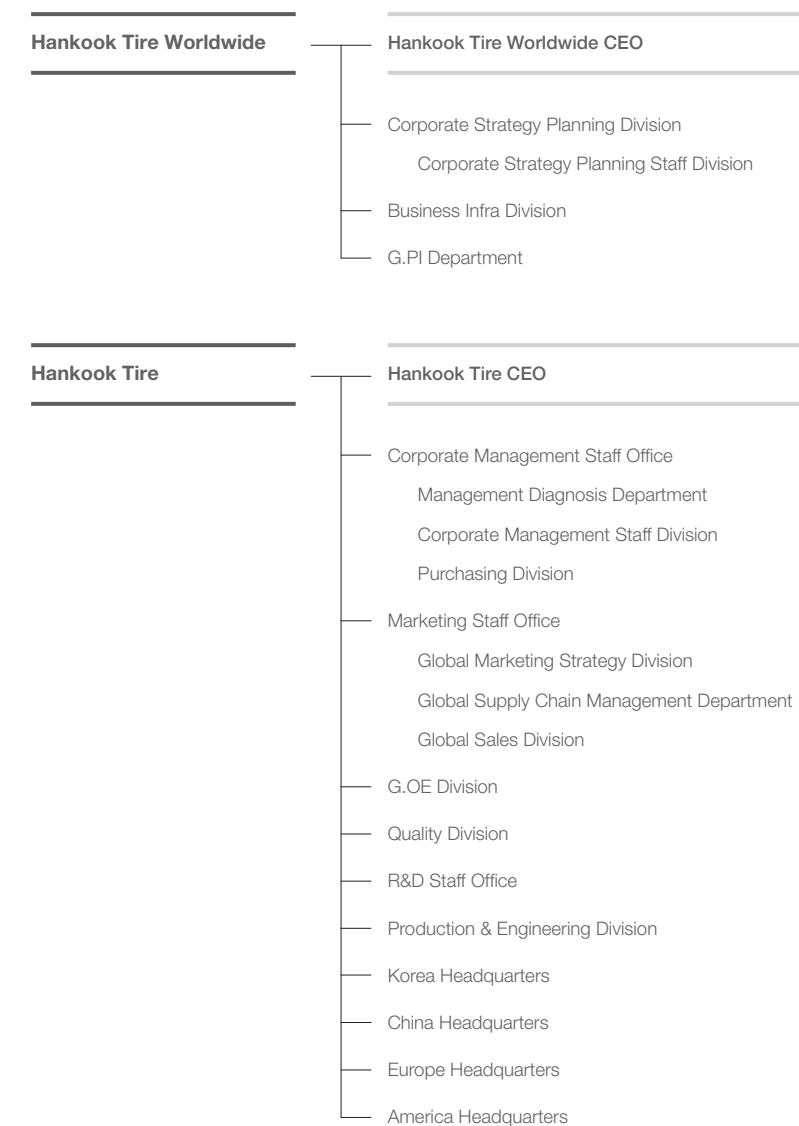 Hankook Tire Worldwide
Hankook Tire Worldwide CEO
Corporate Strategy Planning Division
Corporate Strategy Planning Staff Division
Business Infra Division
G.PI Department
Hankook Tire
Hankook Tire CEO
Corporate Management Staff Office
Management Diagnosis Department
Corporate Management Staff Division
Purchasing Division
Marketing Staff Office
Global Marketing Strategy Division
Global Supply Chain Management Department
Global Sales Division
G.OE Division
Quality Division
R&D Staff Office
Production & Engineering Division
Korea Headquarters
China Headquarters
Europe Headquarters
America Headquarters